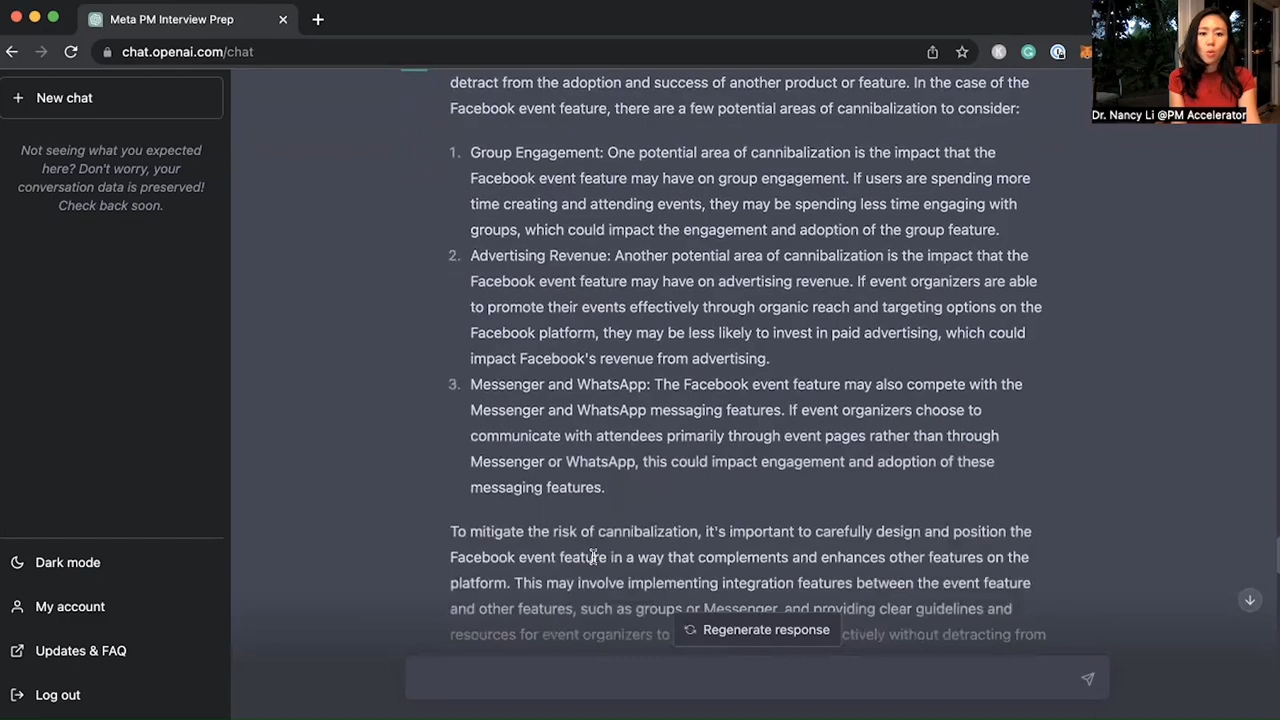 Meta PM Interview Prep
chat.openai.com/chat
Dr. Nancy Li @PM Accelerator
New chat
Not seeing what you expected
here? Don't worry, your
conversation data is preserved!
Check back soon.
Dark mode
My account
Updates & FAQ
Log out
detract from the adoption and success of another product or feature. In the case of the
Facebook event feature, there are a few potential areas of cannibalization to consider:
1. Group Engagement: One potential area of cannibalization is the impact that the
Facebook event feature may have on group engagement. If users are spending more
time creating and attending events, they may be spending less time engaging with
groups, which could impact the engagement and adoption of the group feature.
2. Advertising Revenue: Another potential area of cannibalization is the impact that the
Facebook event feature may have on advertising revenue. If event organizers are able
to promote their events effectively through organic reach and targeting options on the
Facebook platform, they may be less likely to invest in paid advertising, which could
impact Facebook's revenue from advertising.
3. Messenger and WhatsApp: The Facebook event feature may also compete with the
Messenger and WhatsApp messaging features. If event organizers choose to
communicate with attendees primarily through event pages rather than through
Messenger or WhatsApp, this could impact engagement and adoption of these
messaging features.
To mitigate the risk of cannibalization, it's important to carefully design and position the
Facebook event feature in a way that complements and enhances other features on the
platform. This may involve implementing integration features between the event feature
and other features, such as groups or Messenger, and providing clear guidelines and
resources for event organizers to
ctively without detracting from
Regenerate response